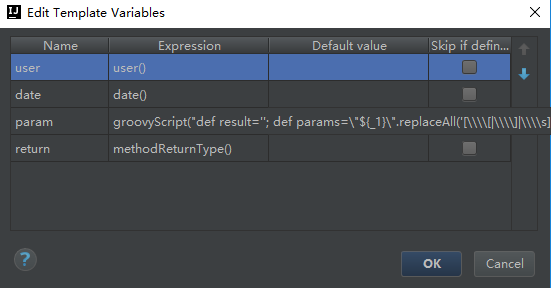 IJ Edit Template Variables
Name Expression Default value Skip if defin...
user user()
date date()
param groovyScript("def result=''; def params=\"${_1}\".replaceAll('[\\\\[|\\\\]|\\\\s]
return methodReturnType()
? OK Cancel